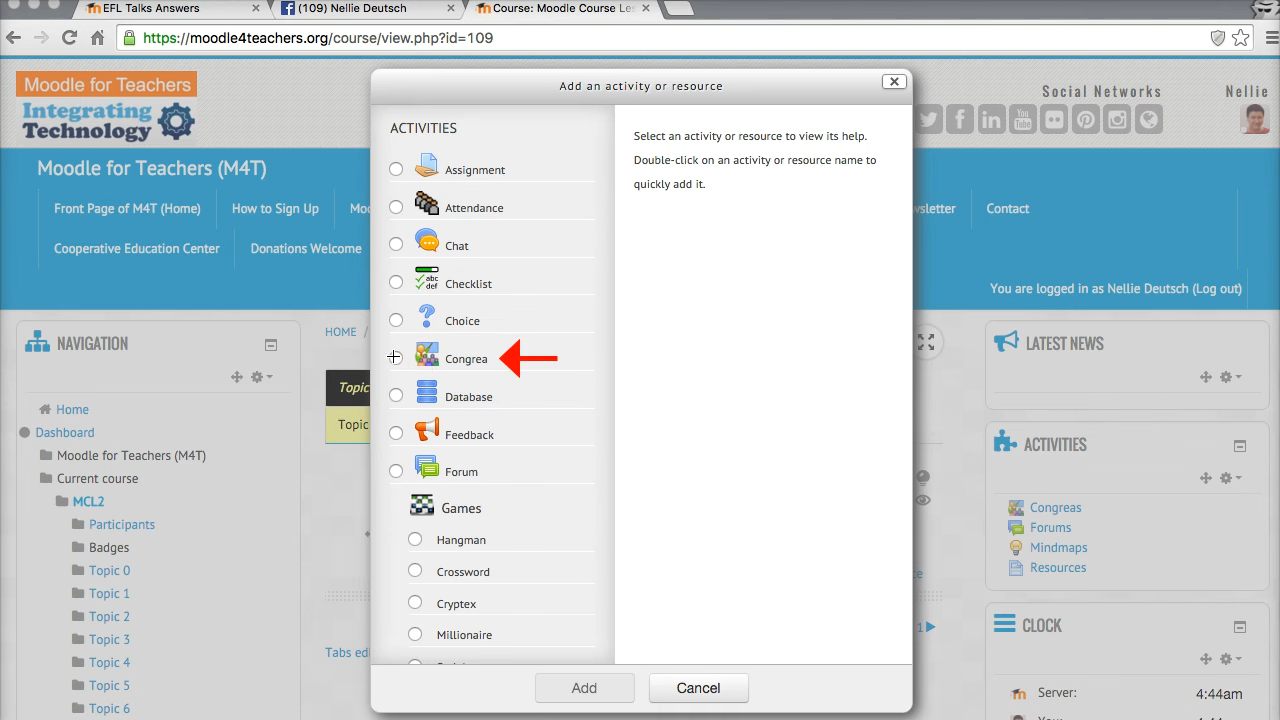 EFL Talks Answers
(109) Nellie Deutsch
Course: Moodle Course Le
https://moodle4teachers.org/course/view.php?id=109
Moodle for Teachers
Integrating
Technology
Social Networks
Nellie
You
Tube
Moodle for Teachers (M4T)
Front Page of M4T (Home)
How to Sign Up
Moo
wsletter
Contact
Cooperative Education Center
Donations Welcome
You are logged in as Nellie Deutsch (Log out)
Add an activity or resource
ACTIVITIES
Assignment
Attendance
Chat
abc
def
Checklist
Choice
Congrea
Database
Feedback
Forum
Games
Hangman
Crossword
Cryptex
Millionaire
Select an activity or resource to view its help.
Double-click on an activity or resource name to
quickly add it.
Add
Cancel
NAVIGATION
Home
Dashboard
Moodle for Teachers (M4T)
Current course
MCL2
Participants
Badges
Topic 0
Topic 1
Topic 2
Topic 3
Topic 4
Topic 5
Topic 6
HOME /
Topic
Topic
Tabs ed
1
LATEST NEWS
ACTIVITIES
Congreas
Forums
Mindmaps
Resources
CLOCK
Server:
4:44am